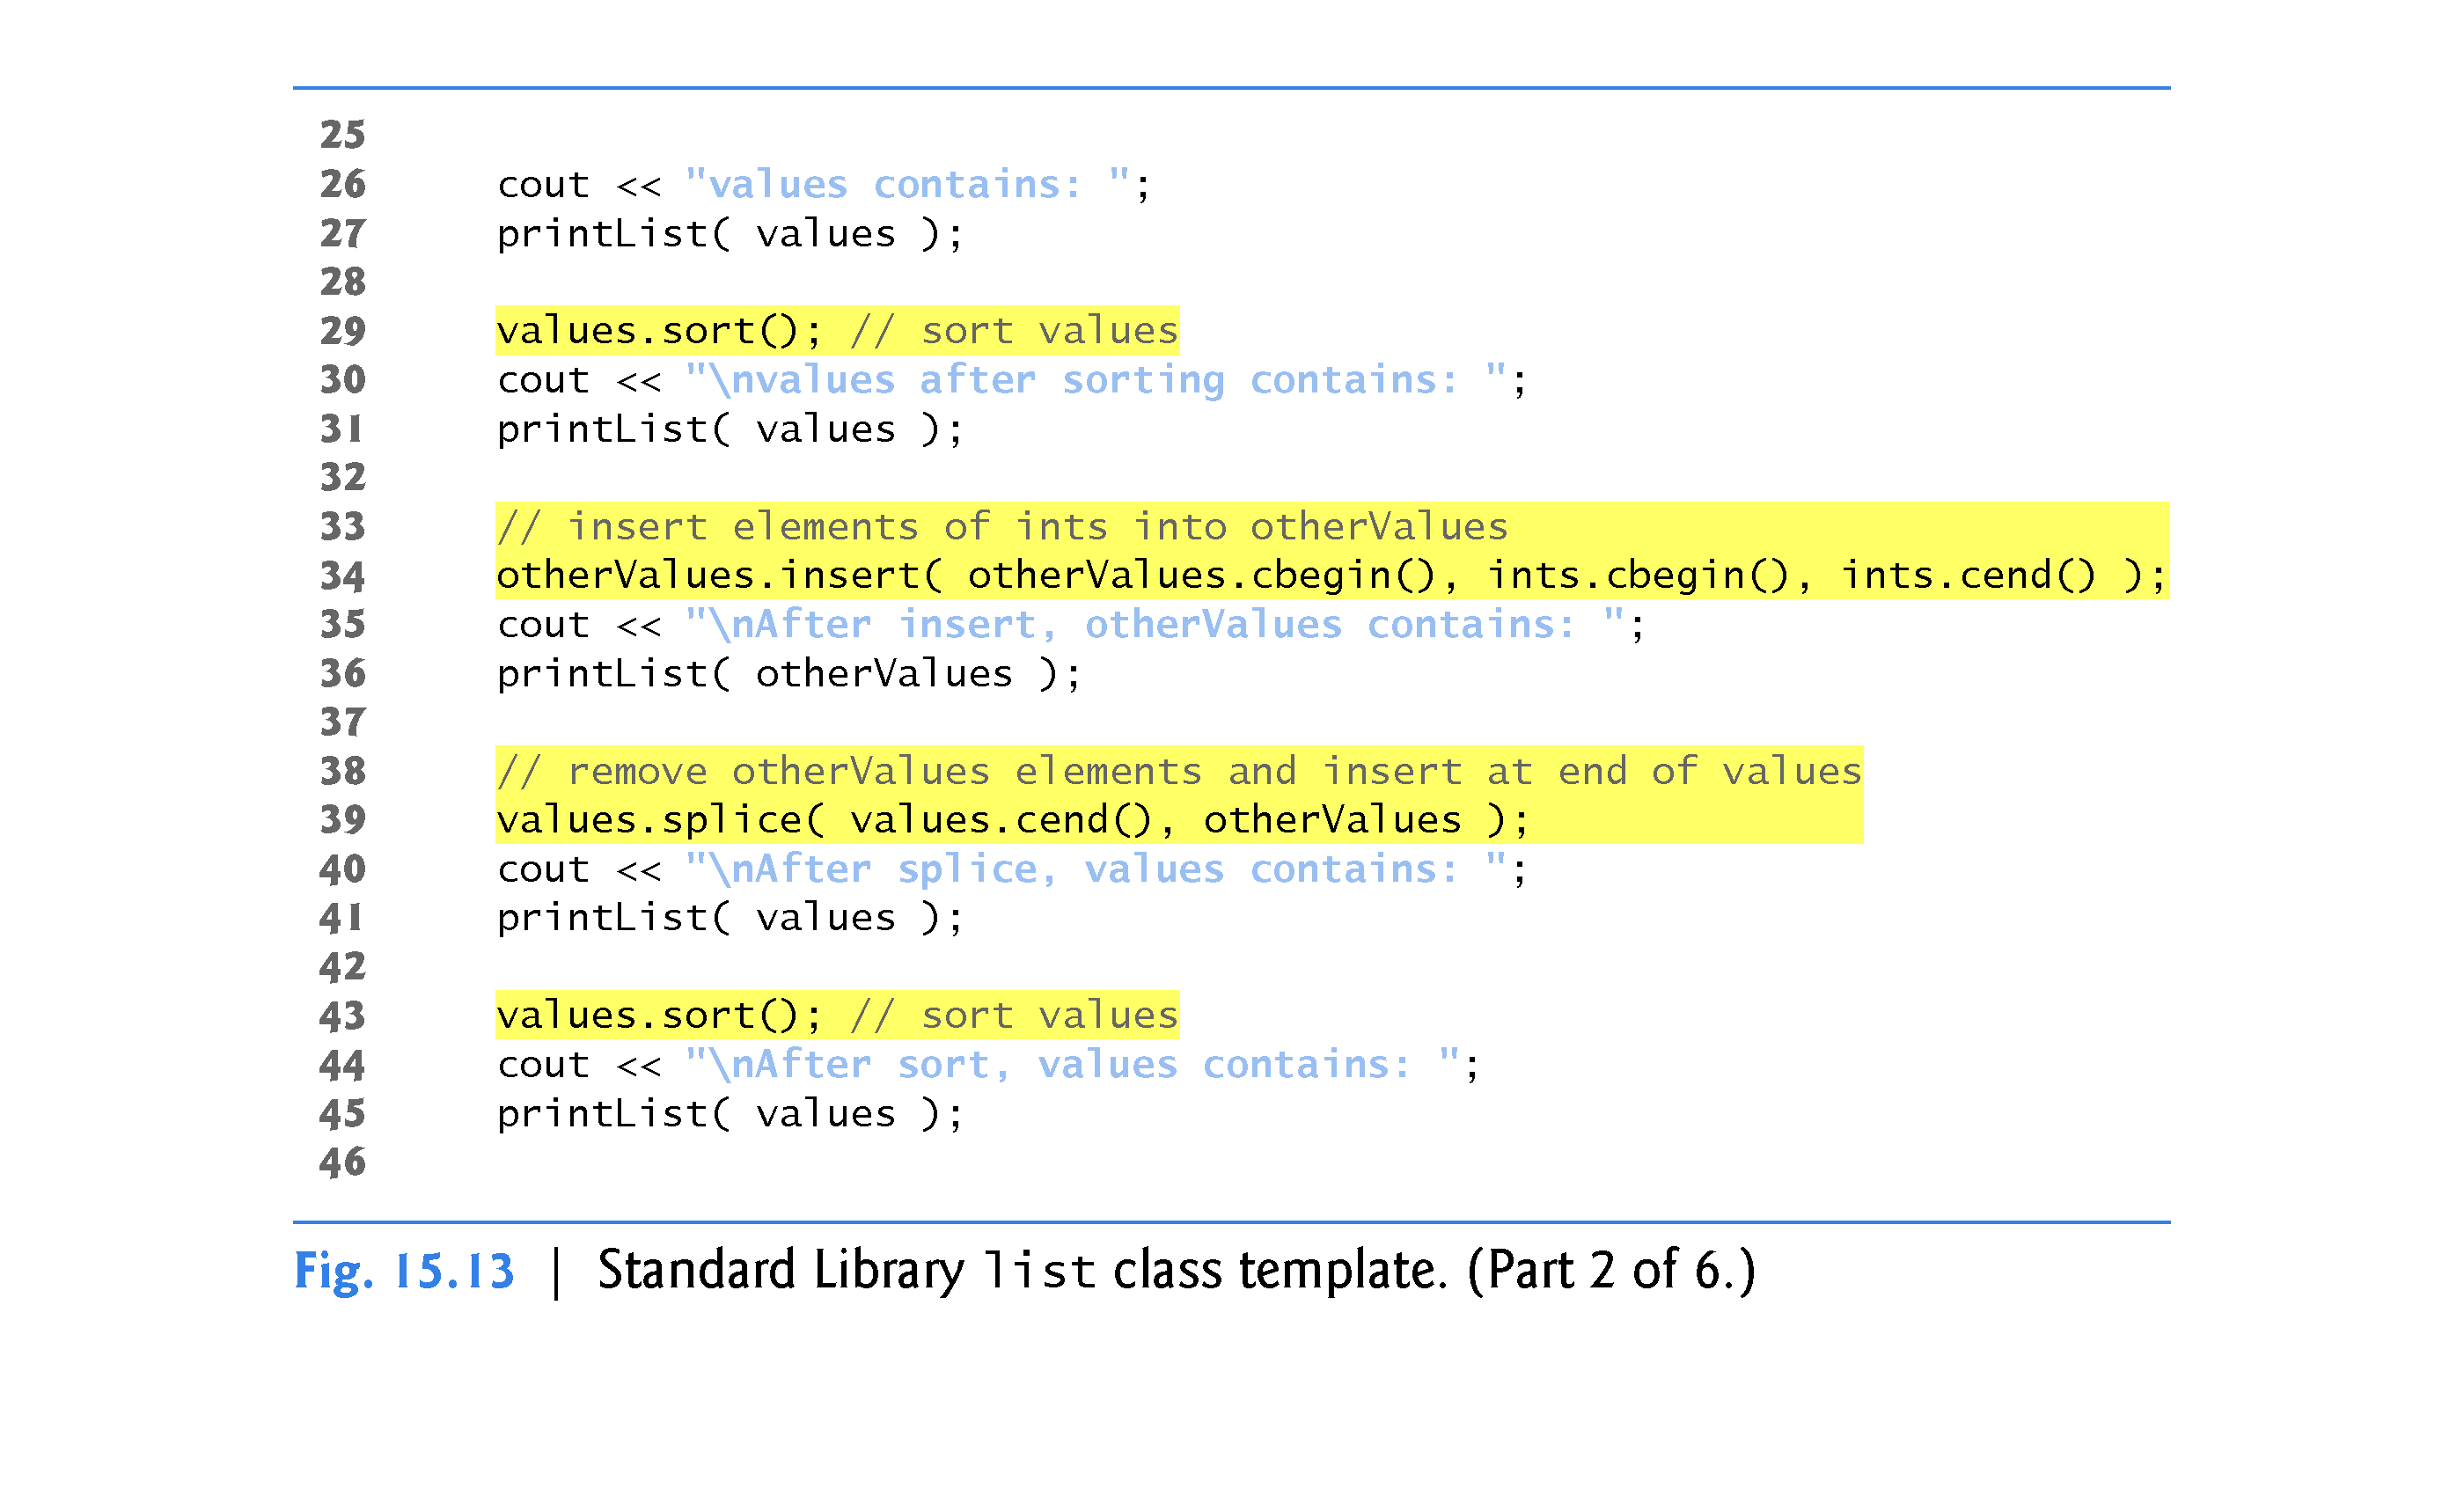 25
26 cout << "values contains: ";
27 printList( values );
28
29 values.sort(); // sort values
30 cout << "\nvalues after sorting contains: ";
31 printList( values );
32
33 // insert elements of ints into otherValues
34 otherValues.insert( otherValues.cbegin(), ints.cbegin(), ints.cend() );
35 cout << "\nAfter insert, otherValues contains: ";
36 printList( otherValues );
37
38 // remove otherValues elements and insert at end of values
39 values.splice( values.cend(), otherValues );
40 cout << "\nAfter splice, values contains: ";
41 printList( values );
42
43 values.sort(); // sort values
44 cout << "\nAfter sort, values contains: ";
45 printList( values );
46
Fig. 15.13 | Standard Library list class template. (Part 2 of 6.)